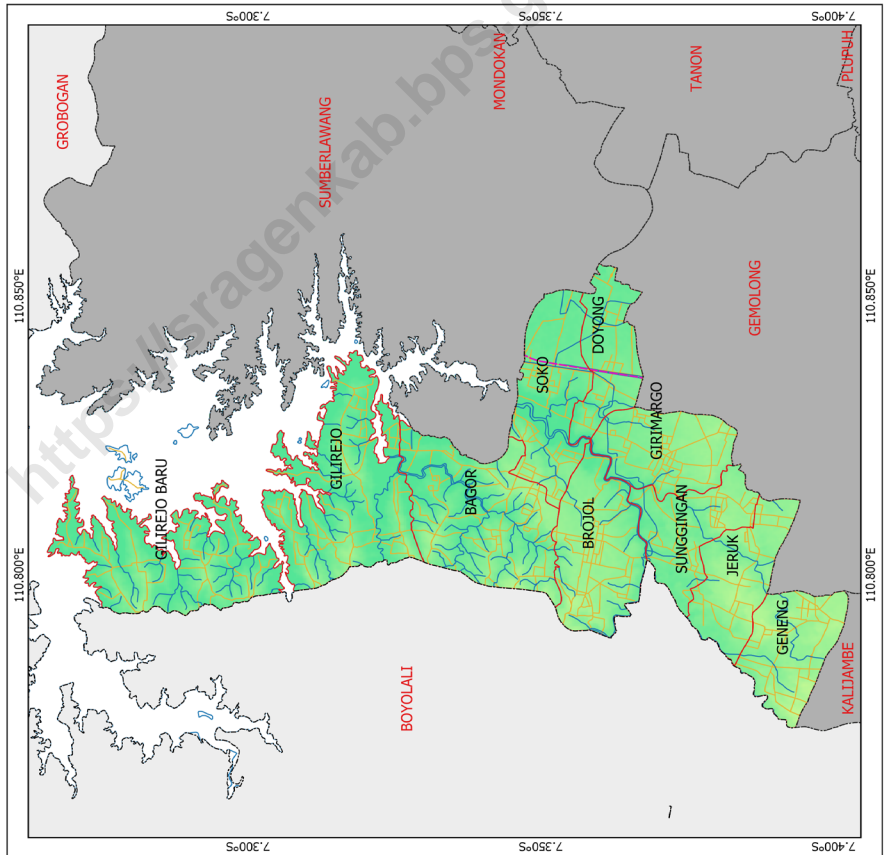 7.300°S
7.350°S
7.400°S
GROBOGAN
SUMBERLAWANG
MONDOKAN
TANON
PLUPUH
110.850°E
110.850°E
DOYONG
SOKO
GEMOLONG
GIRIMARGO
GILIREJO
GILIREJO BARU
BAGOR
BROJOL
SUNGGINGAN
JERUK
110.800°E
110.800°E
GENENG
KALIJAMBE
BOYOLALI
7.300°S
7.350°S
7.400°S
https://sragenkab.bps.g